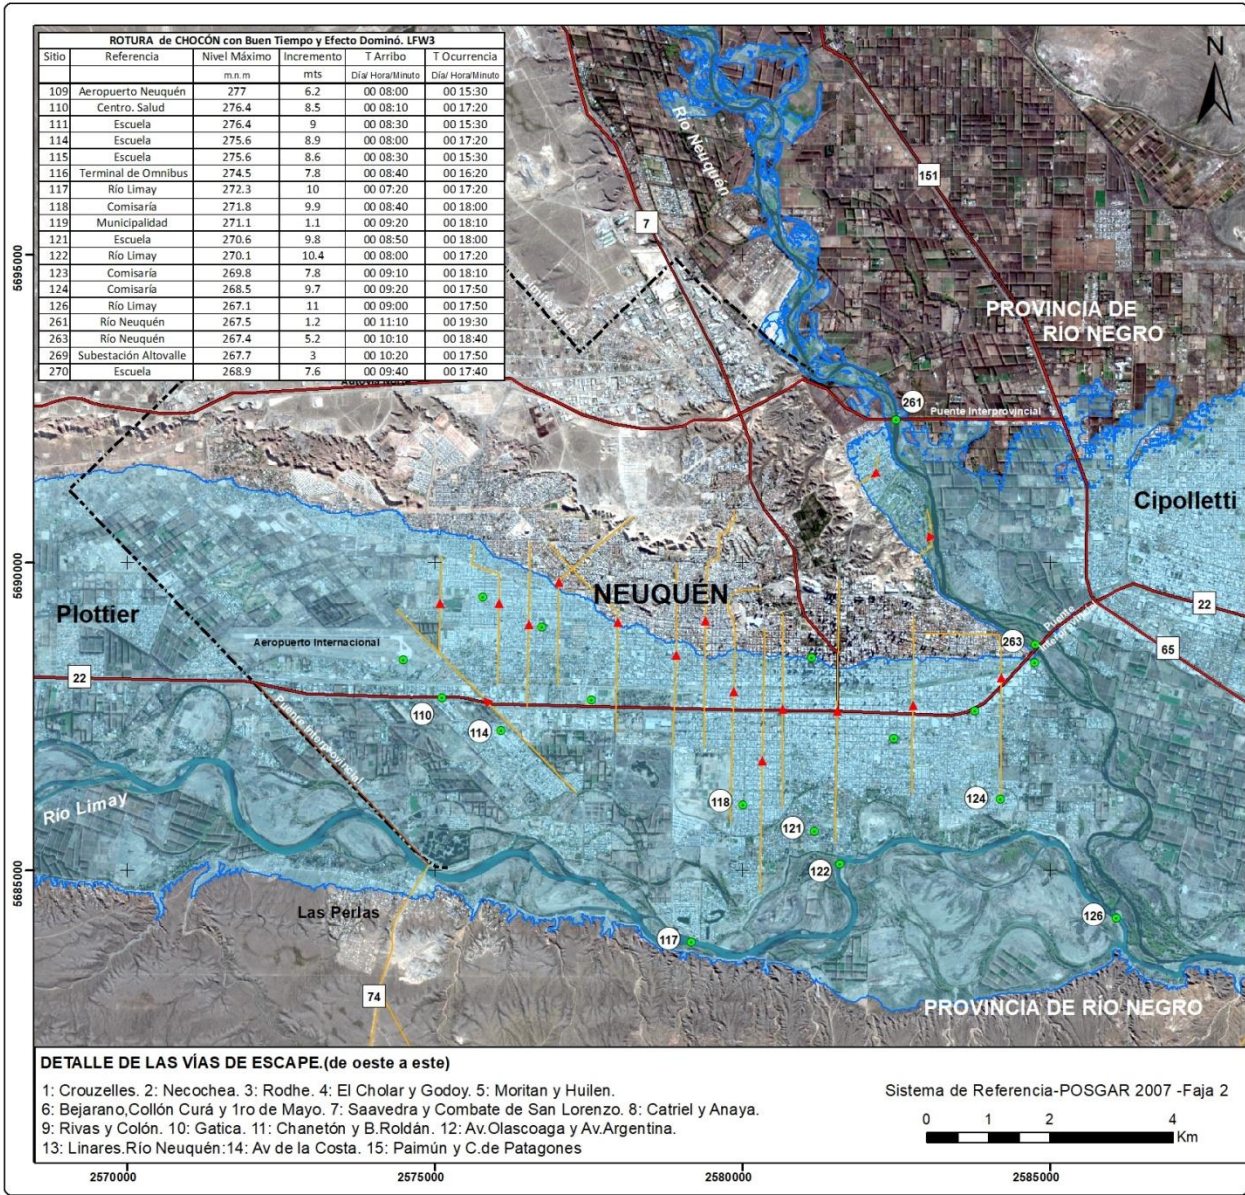 ROTURA de CHOCÓN con Buen Tiempo y Efecto Dominó. LFW3
Sitio Referencia Nivel Máximo Incremento T Arribo T Ocurrencia
m.n.m mts Día/ Hora/Minuto Día/ Hora/Minuto
109 Aeropuerto Neuquén 277 6.2 00 08:00 00 15:30
110 Centro. Salud 276.4 8.5 00 08:10 00 17:20
111 Escuela 276.4 9 00 08:30 00 15:30
114 Escuela 275.6 8.9 00 08:00 00 17:20
115 Escuela 275.6 8.6 00 08:30 00 15:30
116 Terminal de Omnibus 274.5 7.8 00 08:40 00 16:20
117 Río Limay 272.3 10 00 07:20 00 17:20
118 Comisaría 271.8 9.9 00 08:40 00 18:00
119 Municipalidad 271.1 1.1 00 09:20 00 18:10
121 Escuela 270.6 9.8 00 08:50 00 18:00
122 Río Limay 270.1 10.4 00 08:00 00 17:20
123 Comisaría 269.8 7.8 00 09:10 00 18:10
124 Comisaría 268.5 9.7 00 09:20 00 17:50
126 Río Limay 267.1 11 00 09:00 00 17:50
261 Río Neuquén 267.5 1.2 00 11:10 00 19:30
263 Río Neuquén 267.4 5.2 00 10:10 00 18:40
269 Subestación Altovalle 267.7 3 00 10:20 00 17:50
270 Escuela 268.9 7.6 00 09:40 00 17:40
N
Río Neuquén
151
7
5695000
PROVINCIA DE
RÍO NEGRO
261
Puente Interprovincial
Cipolletti
5690000
NEUQUÉN
Plottier
22
Aeropuerto Internacional
263
Puente
65
22
Puente Interprovincial
110
114
Río Limay
118
124
121
122
5685000
Las Perlas
126
117
74
PROVINCIA DE RÍO NEGRO
DETALLE DE LAS VÍAS DE ESCAPE.(de oeste a este)
1: Crouzelles. 2: Necochea. 3: Rodhe. 4: El Cholar y Godoy. 5: Moritan y Huilen.
6: Bejarano,Collón Curá y 1ro de Mayo. 7: Saavedra y Combate de San Lorenzo. 8: Catriel y Anaya.
9: Rivas y Colón. 10: Gatica. 11: Chanetón y B.Roldán. 12: Av.Olascoaga y Av.Argentina.
13: Linares.Río Neuquén:14: Av de la Costa. 15: Paimún y C.de Patagones
Sistema de Referencia-POSGAR 2007 -Faja 2
0 1 2 4
Km
2570000 2575000 2580000 2585000